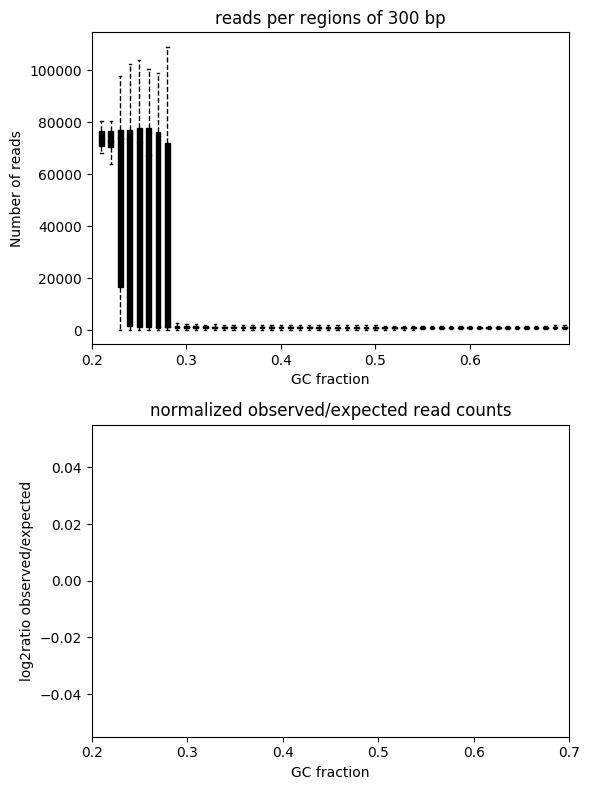 reads per regions of 300 bp
100000
80000
60000
40000
20000
0
Number of reads
0.2 0.3 0.4 0.5 0.6
GC fraction
normalized observed/expected read counts
0.04
0.02
0.00
−0.02
−0.04
log2ratio observed/expected
0.2 0.3 0.4 0.5 0.6 0.7
GC fraction